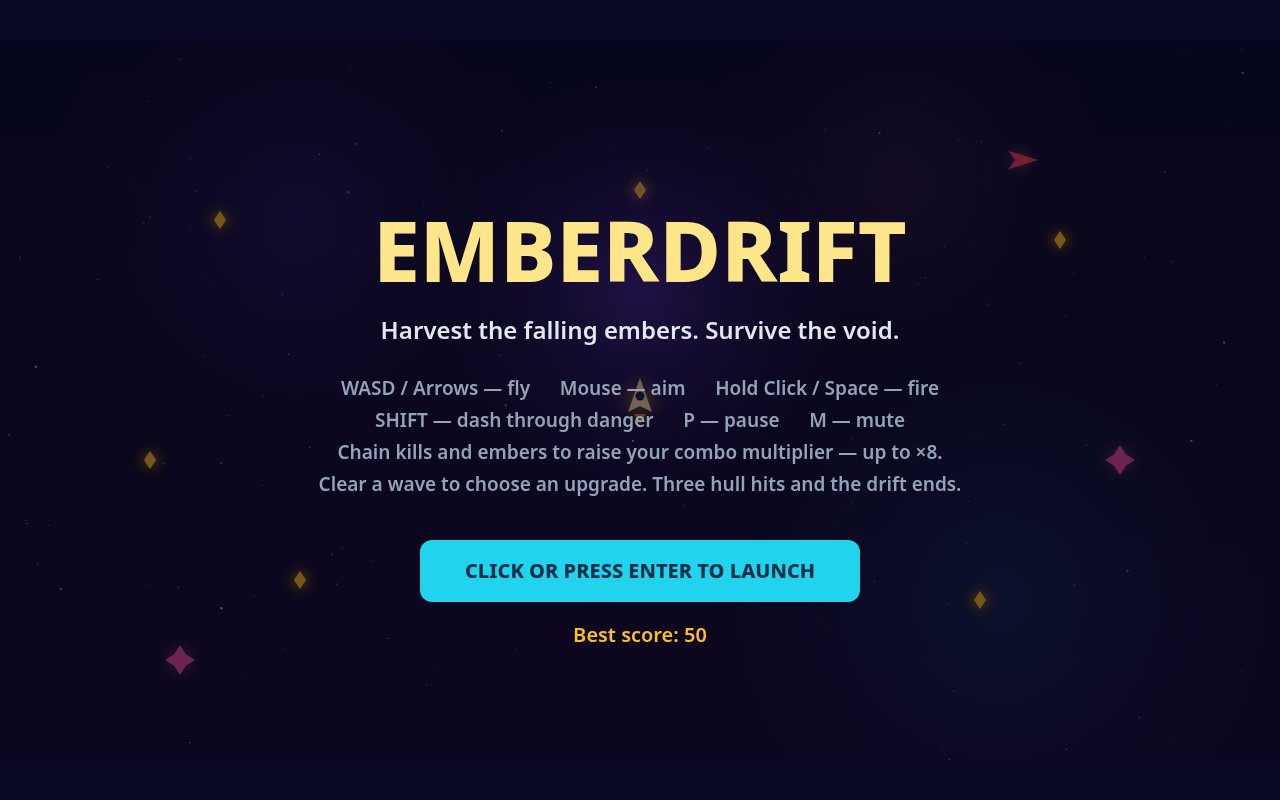 EMBERDRIFT
Harvest the falling embers. Survive the void.
WASD / Arrows — fly Mouse — aim Hold Click / Space — fire
SHIFT — dash through danger P — pause M — mute
Chain kills and embers to raise your combo multiplier — up to ×8.
Clear a wave to choose an upgrade. Three hull hits and the drift ends.
CLICK OR PRESS ENTER TO LAUNCH
Best score: 50